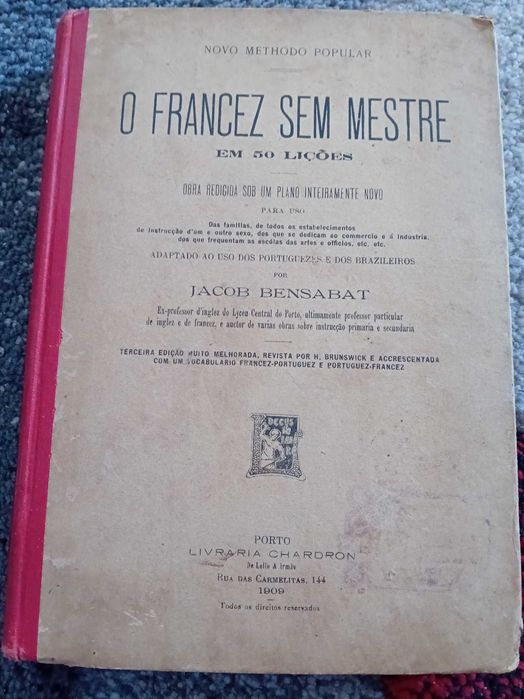 NOVO METHODO POPULAR
O FRANCEZ SEM MESTRE
EM 50 LIÇÕES
OBRA REDIGIDA SOB UM PLANO INTEIRAMENTE NOVO
PARA USO
Das familias, de todos os estabelecimentos
de instrucção d'um e outro sexo, dos que se dedicam ao commercio e á industria,
dos que frequentam as escólas das artes e officios, etc. etc.
ADAPTADO AO USO DOS PORTUGUEZES E DOS BRAZILEIROS
POR
JACOB BENSABAT
Ex-professor d'inglez do Lyceu Central do Porto, ultimamente professor particular
de inglez e de francez, e auctor de varias obras sobre instrucção primaria e secundaria
TERCEIRA EDIÇÃO MUITO MELHORADA, REVISTA POR H. BRUNSWICK E ACCRESCENTADA
COM UM VOCABULARIO FRANCEZ-PORTUGUEZ E PORTUGUEZ-FRANCEZ
DECUS
PORTO
LIVRARIA CHARDRON
De Lello & Irmão
RUA DAS CARMELITAS, 144
1909
Todos os direitos reservados